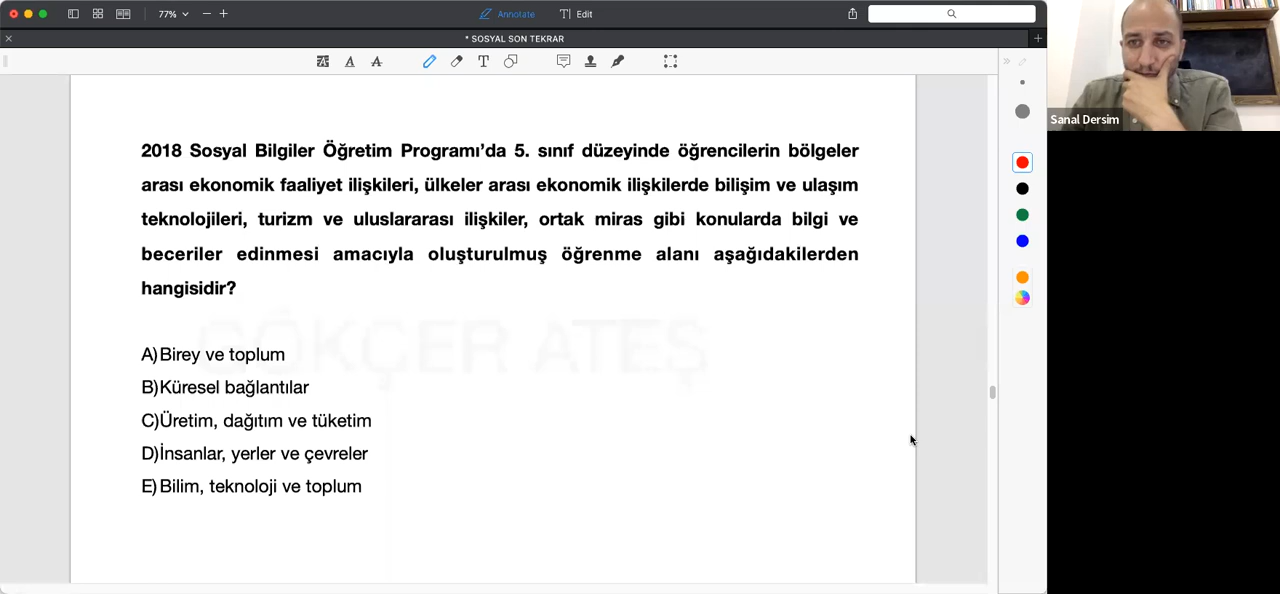 77%
Annotate
Edit
* SOSYAL SON TEKRAR
2018 Sosyal Bilgiler Öğretim Programı'da 5. sınıf düzeyinde öğrencilerin bölgeler
arası ekonomik faaliyet ilişkileri, ülkeler arası ekonomik ilişkilerde bilişim ve ulaşım
teknolojileri, turizm ve uluslararası ilişkiler, ortak miras gibi konularda bilgi ve
beceriler edinmesi amacıyla oluşturulmuş öğrenme alanı aşağıdakilerden
hangisidir?
GÖKÇER ATEŞ
A) Birey ve toplum
B) Küresel bağlantılar
C) Üretim, dağıtım ve tüketim
D) İnsanlar, yerler ve çevreler
E) Bilim, teknoloji ve toplum
Sanal Dersim